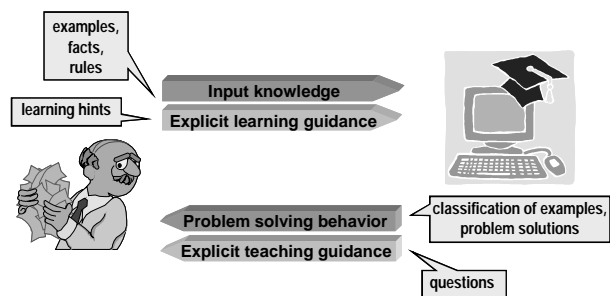 examples,
facts,
rules
Input knowledge
learning hints
Explicit learning guidance
Problem solving behavior
classification of examples,
problem solutions
Explicit teaching guidance
questions